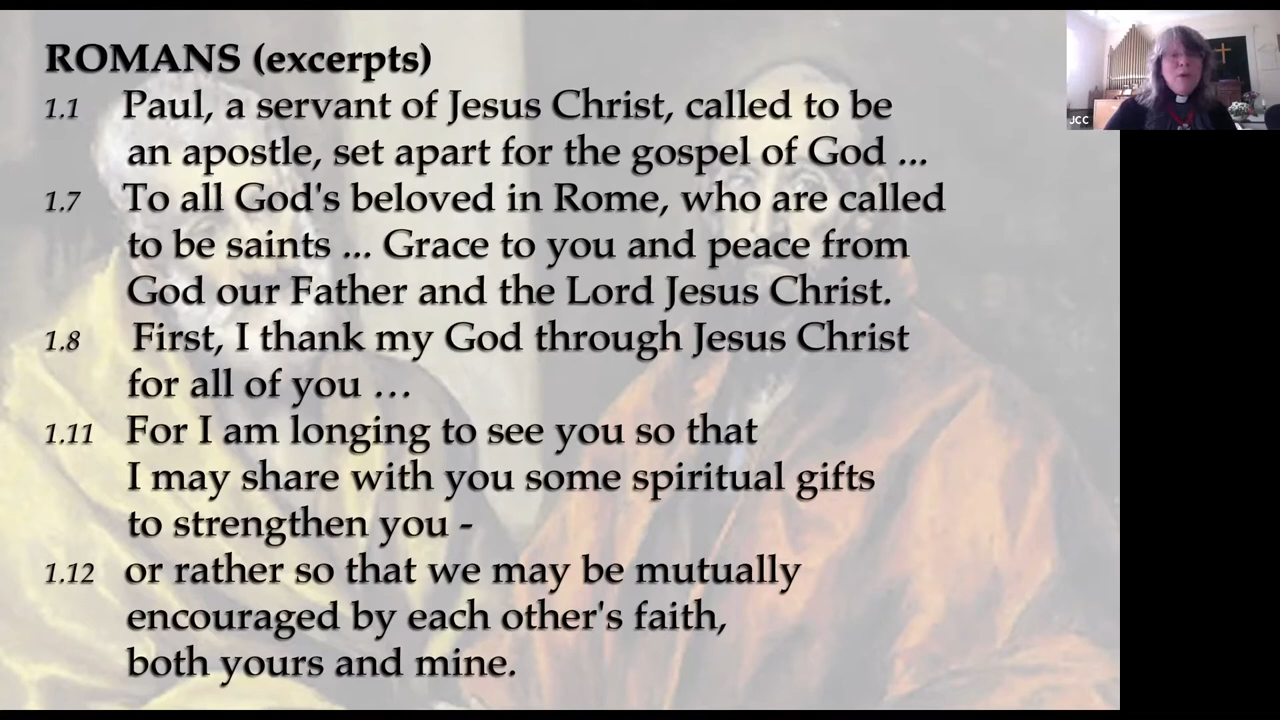 ROMANS (excerpts)
1.1 Paul, a servant of Jesus Christ, called to be
an apostle, set apart for the gospel of God ...
1.7 To all God's beloved in Rome, who are called
to be saints ... Grace to you and peace from
God our Father and the Lord Jesus Christ.
1.8 First, I thank my God through Jesus Christ
for all of you …
1.11 For I am longing to see you so that
I may share with you some spiritual gifts
to strengthen you -
1.12 or rather so that we may be mutually
encouraged by each other's faith,
both yours and mine.
JCC